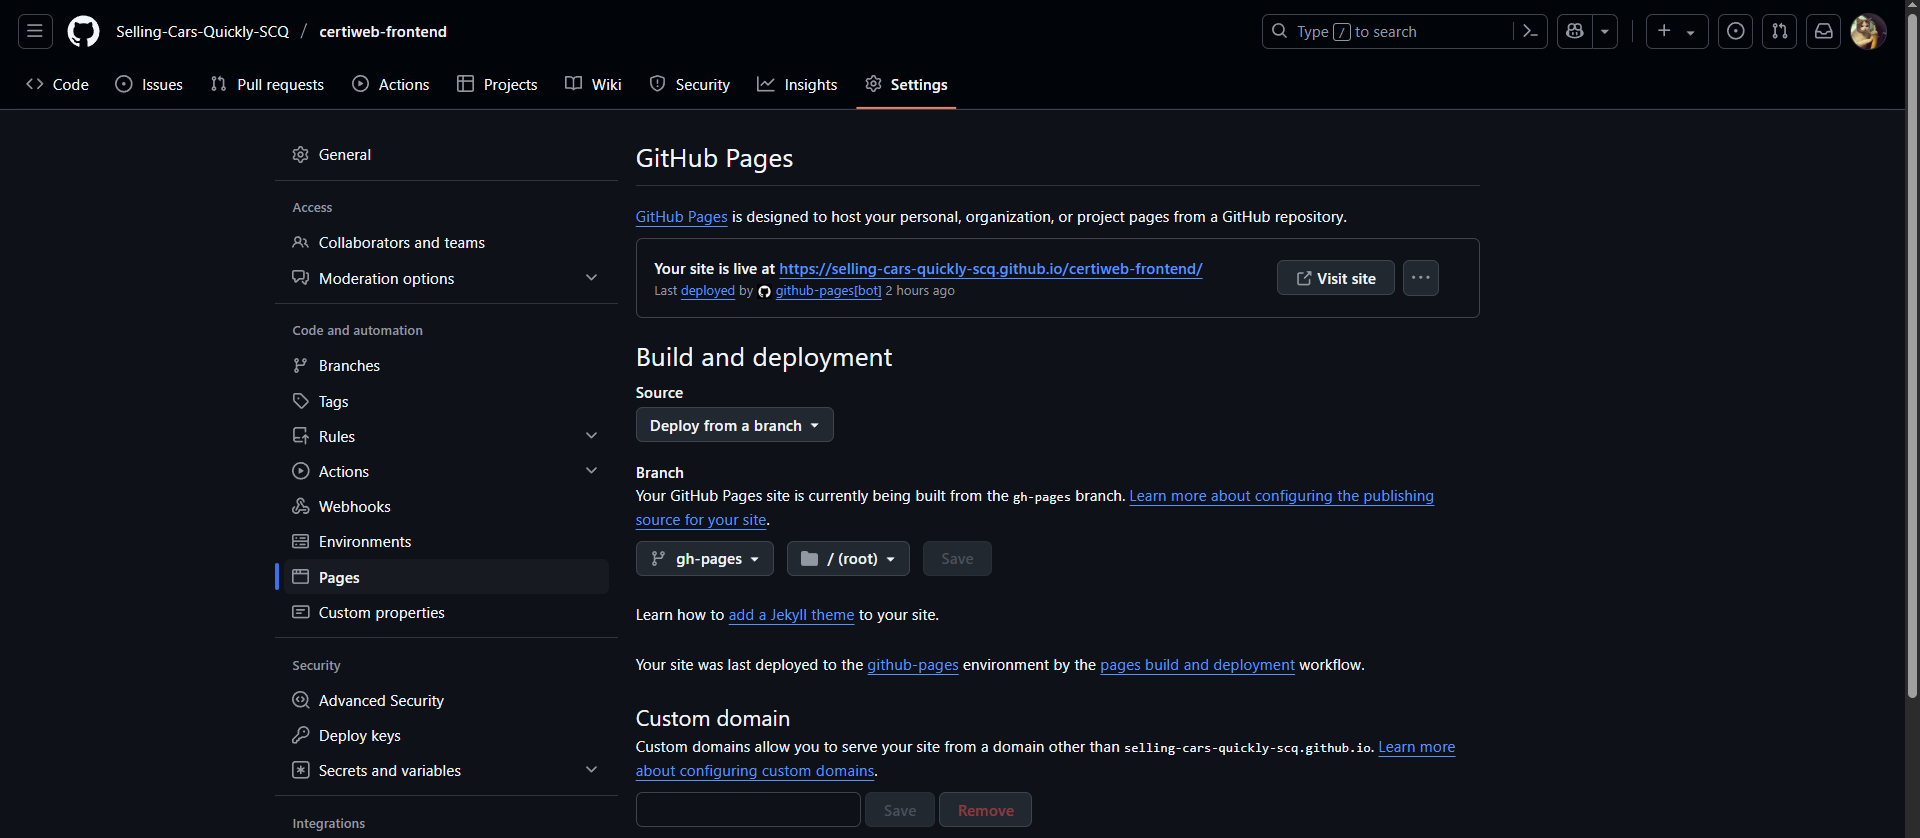 Selling-Cars-Quickly-SCQ / certiweb-frontend
Type / to search
Code Issues Pull requests Actions Projects Wiki Security Insights Settings
General
Access
Collaborators and teams
Moderation options
Code and automation
Branches
Tags
Rules
Actions
Webhooks
Environments
Pages
Custom properties
Security
Advanced Security
Deploy keys
Secrets and variables
Integrations
GitHub Pages
GitHub Pages is designed to host your personal, organization, or project pages from a GitHub repository.
Your site is live at https://selling-cars-quickly-scq.github.io/certiweb-frontend/
Last deployed by github-pages[bot] 2 hours ago
Visit site
Build and deployment
Source
Deploy from a branch
Branch
Your GitHub Pages site is currently being built from the gh-pages branch. Learn more about configuring the publishing
source for your site.
gh-pages / (root) Save
Learn how to add a Jekyll theme to your site.
Your site was last deployed to the github-pages environment by the pages build and deployment workflow.
Custom domain
Custom domains allow you to serve your site from a domain other than selling-cars-quickly-scq.github.io. Learn more
about configuring custom domains.
Save Remove